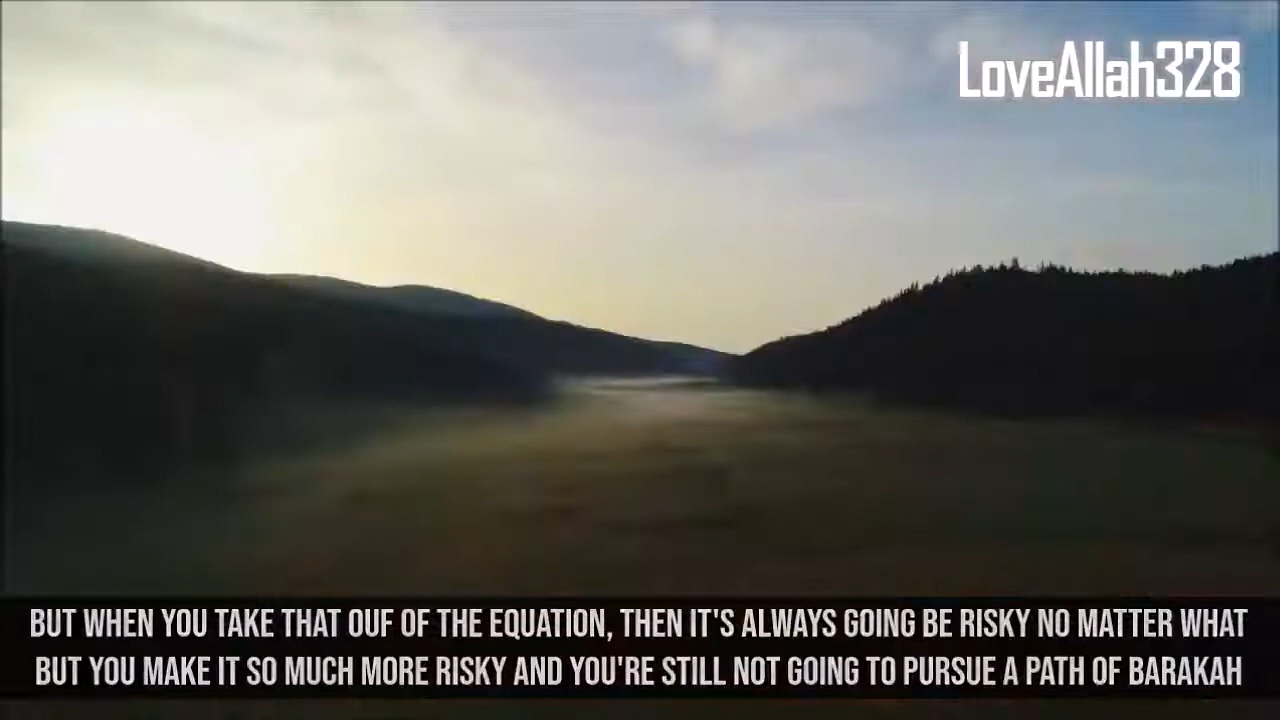 LoveAllah328
BUT WHEN YOU TAKE THAT OUF OF THE EQUATION, THEN IT'S ALWAYS GOING BE RISKY NO MATTER WHAT
BUT YOU MAKE IT SO MUCH MORE RISKY AND YOU'RE STILL NOT GOING TO PURSUE A PATH OF BARAKAH